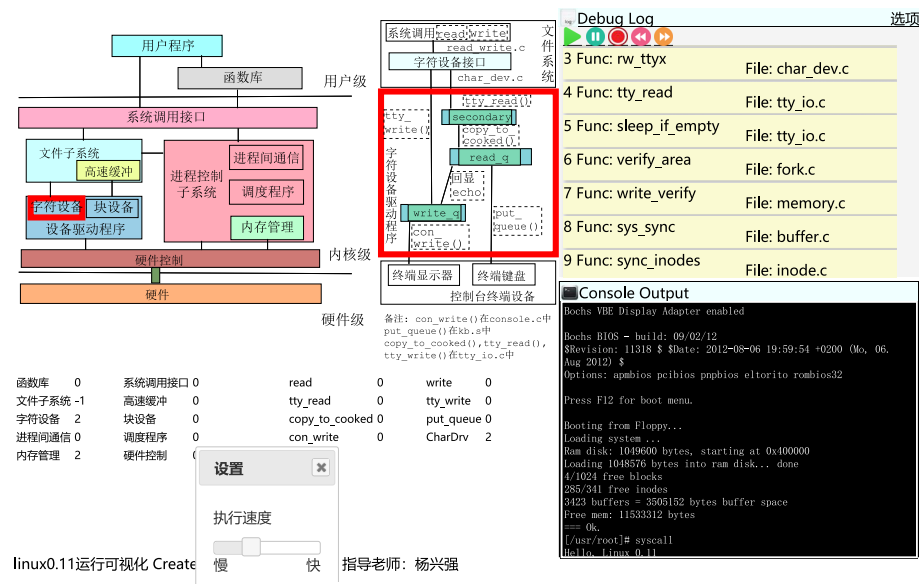 用户程序
函数库
用户级
系统调用接口
文件子系统
高速缓冲
字符设备
块设备
设备驱动程序
进程控制
子系统
进程间通信
调度程序
内存管理
内核级
硬件控制
硬件
硬件级
系统调用read write
read_write.c
字符设备接口
char_dev.c
文件系统
tty_read()
tty_
write()
secondary
copy_to_
cooked()
read_q
字符设备驱动程序
回显
echo
write_q
put_
queue()
con_
write()
终端显示器
终端键盘
控制台终端设备
备注: con_write()在console.c中
put_queue()在kb.s中
copy_to_cooked(),tty_read(),
tty_write()在tty_io.c中
函数库 0 系统调用接口 0 read 0 write 0
文件子系统 -1 高速缓冲 0 tty_read 0 tty_write 0
字符设备 2 块设备 0 copy_to_cooked 0 put_queue 0
进程间通信 0 调度程序 0 con_write 0 CharDrv 2
内存管理 2 硬件控制 0
设置
执行速度
慢 快
linux0.11运行可视化 Create 指导老师：杨兴强
Debug Log 选项
3 Func: rw_ttyx File: char_dev.c
4 Func: tty_read File: tty_io.c
5 Func: sleep_if_empty File: tty_io.c
6 Func: verify_area File: fork.c
7 Func: write_verify File: memory.c
8 Func: sys_sync File: buffer.c
9 Func: sync_inodes File: inode.c
Console Output
Bochs VBE Display Adapter enabled
Bochs BIOS - build: 09/02/12
$Revision: 11318 $ $Date: 2012-08-06 19:59:54 +0200 (Mo, 06.
Aug 2012) $
Options: apmbios pcibios pnpbios eltorito rombios32
Press F12 for boot menu.
Booting from Floppy...
Loading system ...
Ram disk: 1049600 bytes, starting at 0x400000
Loading 1048576 bytes into ram disk... done
4/1024 free blocks
285/341 free inodes
3423 buffers = 3505152 bytes buffer space
Free mem: 11533312 bytes
=== Ok.
[/usr/root]# syscall
Hello, Linux 0.11